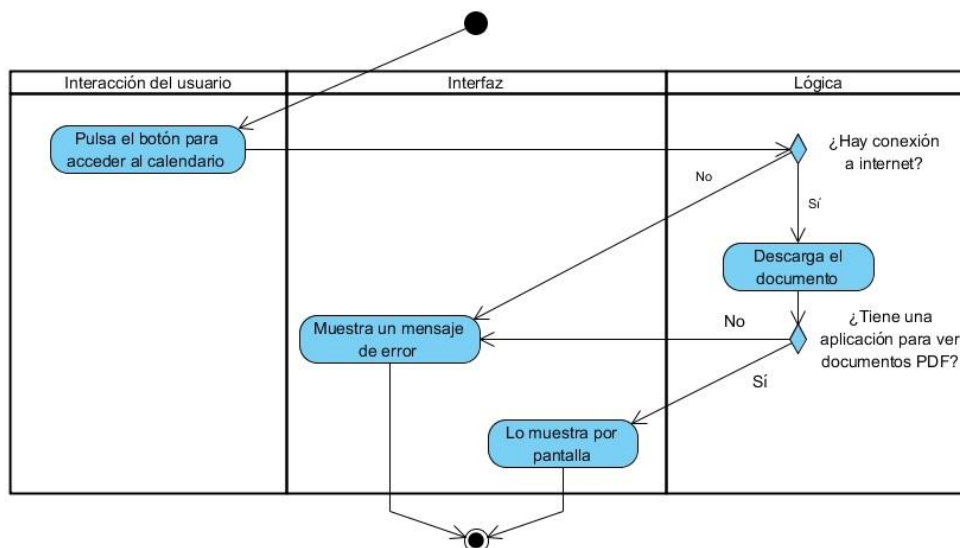 Interacción del usuario
Interfaz
Lógica
Pulsa el botón para
acceder al calendario
¿Hay conexión
a internet?
No
Sí
Descarga el
documento
Muestra un mensaje
de error
No
¿Tiene una
aplicación para ver
documentos PDF?
Sí
Lo muestra por
pantalla